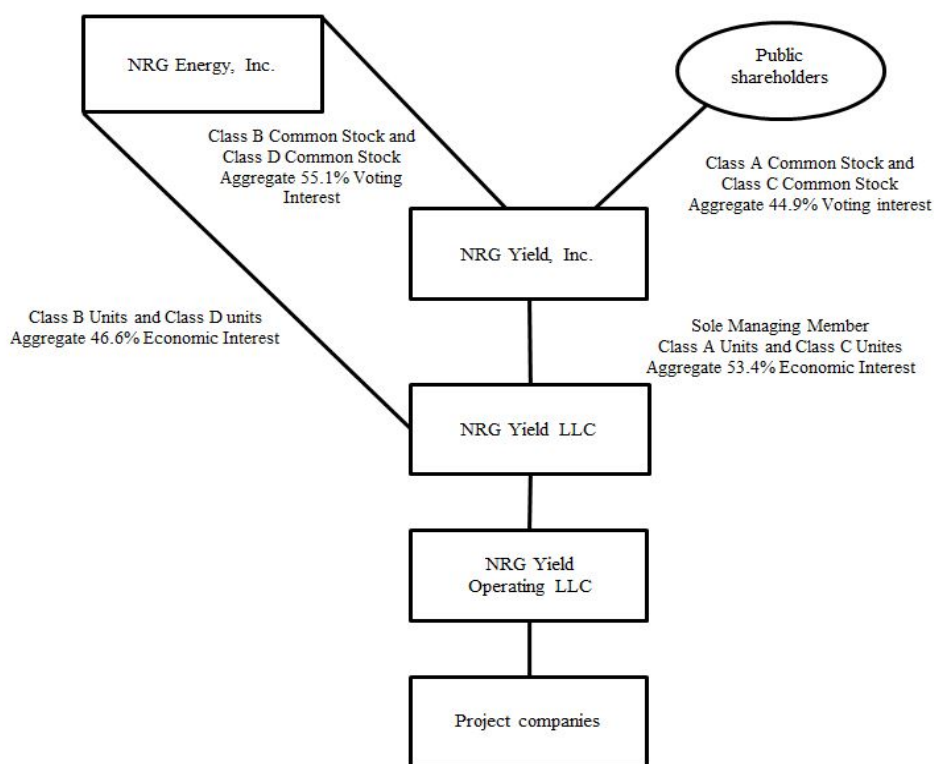 NRG Energy, Inc.
Public
shareholders
Class B Common Stock and
Class D Common Stock
Aggregate 55.1% Voting
Interest
Class A Common Stock and
Class C Common Stock
Aggregate 44.9% Voting interest
NRG Yield, Inc.
Class B Units and Class D units
Aggregate 46.6% Economic Interest
Sole Managing Member
Class A Units and Class C Unites
Aggregate 53.4% Economic Interest
NRG Yield LLC
NRG Yield
Operating LLC
Project companies